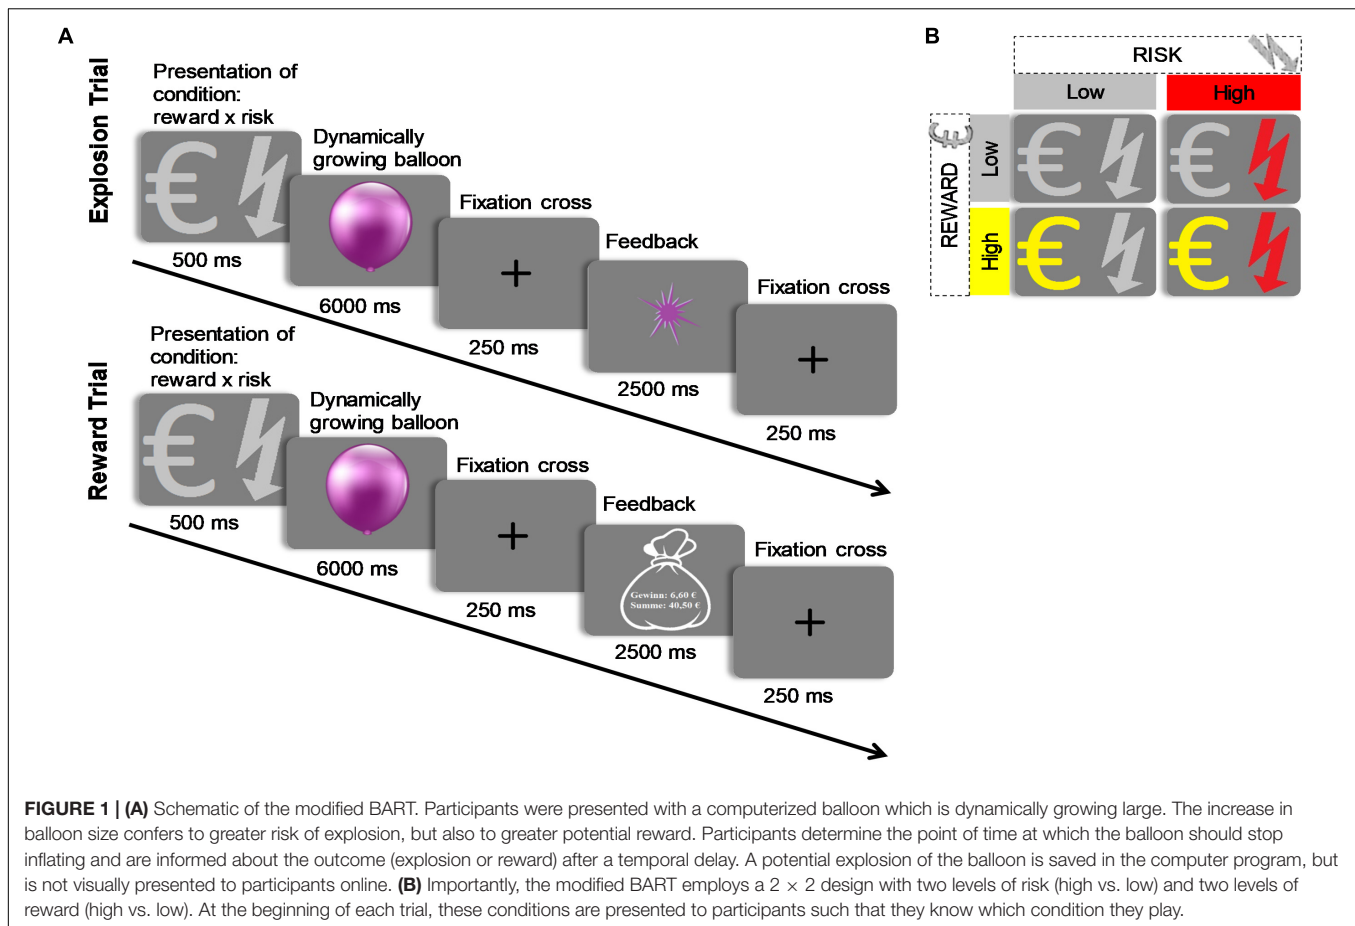 A
Explosion Trial
Presentation of
condition:
reward x risk
500 ms
Dynamically
growing balloon
6000 ms
Fixation cross
250 ms
Feedback
2500 ms
Fixation cross
250 ms
Reward Trial
Presentation of
condition:
reward x risk
€
500 ms
Dynamically
growing balloon
6000 ms
Fixation cross
250 ms
Feedback
Gewinn: 6,60 €
Summe: 40,50 €
2500 ms
Fixation cross
250 ms
B
RISK
Low
High
REWARD
€
Low
€
€
High
€
€
FIGURE 1 | (A) Schematic of the modified BART. Participants were presented with a computerized balloon which is dynamically growing large. The increase in
balloon size confers to greater risk of explosion, but also to greater potential reward. Participants determine the point of time at which the balloon should stop
inflating and are informed about the outcome (explosion or reward) after a temporal delay. A potential explosion of the balloon is saved in the computer program, but
is not visually presented to participants online. (B) Importantly, the modified BART employs a 2 × 2 design with two levels of risk (high vs. low) and two levels of
reward (high vs. low). At the beginning of each trial, these conditions are presented to participants such that they know which condition they play.